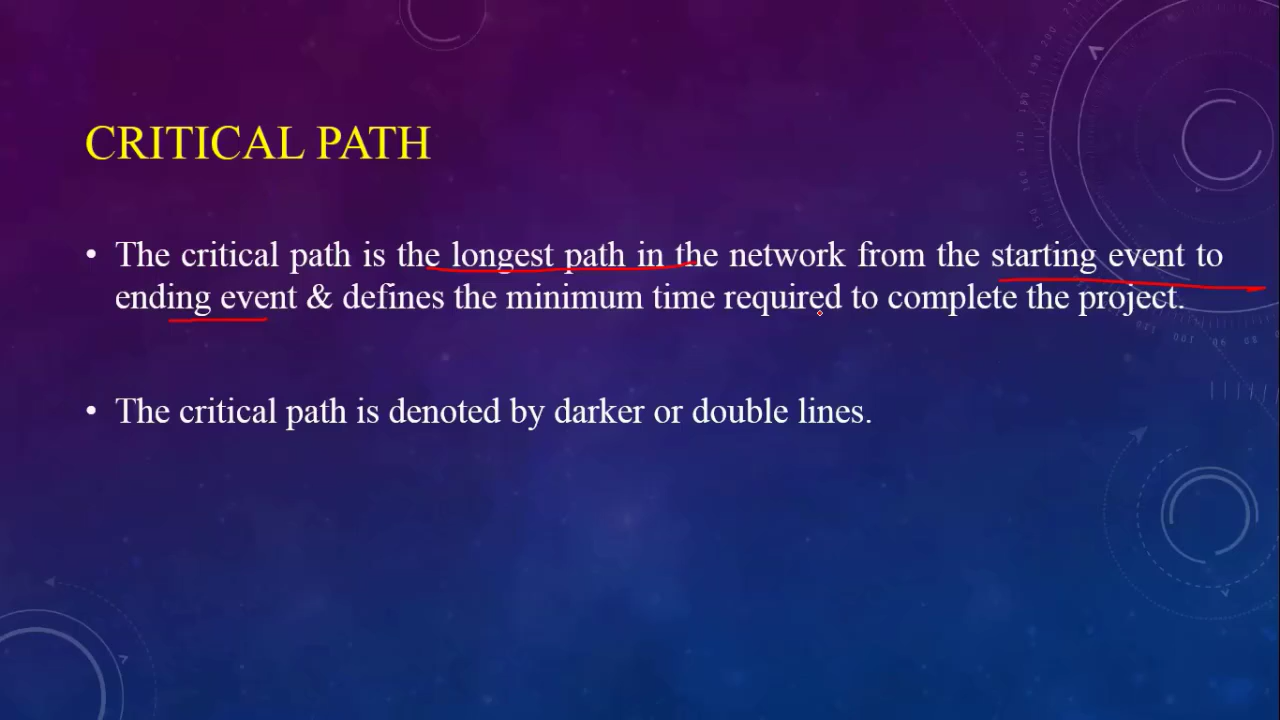 CRITICAL PATH
• The critical path is the longest path in the network from the starting event to
ending event & defines the minimum time required to complete the project.
• The critical path is denoted by darker or double lines.